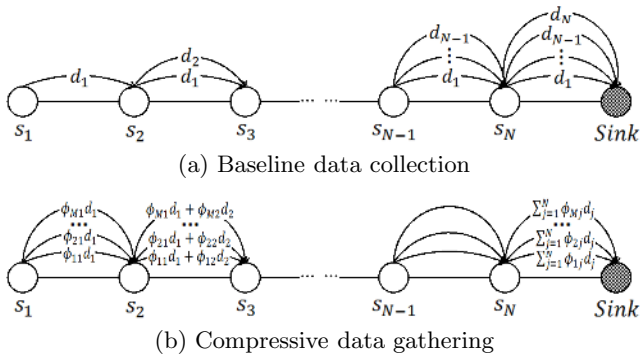 d_N
d_{N-1} d_{N-1}
d_2 ⋮ ⋮
d_1 d_1 d_1 d_1
... ...
s_1 s_2 s_3 s_{N-1} s_N Sink
(a) Baseline data collection
ϕ_{M1}d_1 ϕ_{M1}d_1 + ϕ_{M2}d_2 ∑_{j=1}^{N} ϕ_{Mj}d_j
... ... ...
ϕ_{21}d_1 ϕ_{21}d_1 + ϕ_{22}d_2 ∑_{j=1}^{N} ϕ_{2j}d_j
ϕ_{11}d_1 ϕ_{11}d_1 + ϕ_{12}d_2 ∑_{j=1}^{N} ϕ_{1j}d_j
... ...
s_1 s_2 s_3 s_{N-1} s_N Sink
(b) Compressive data gathering